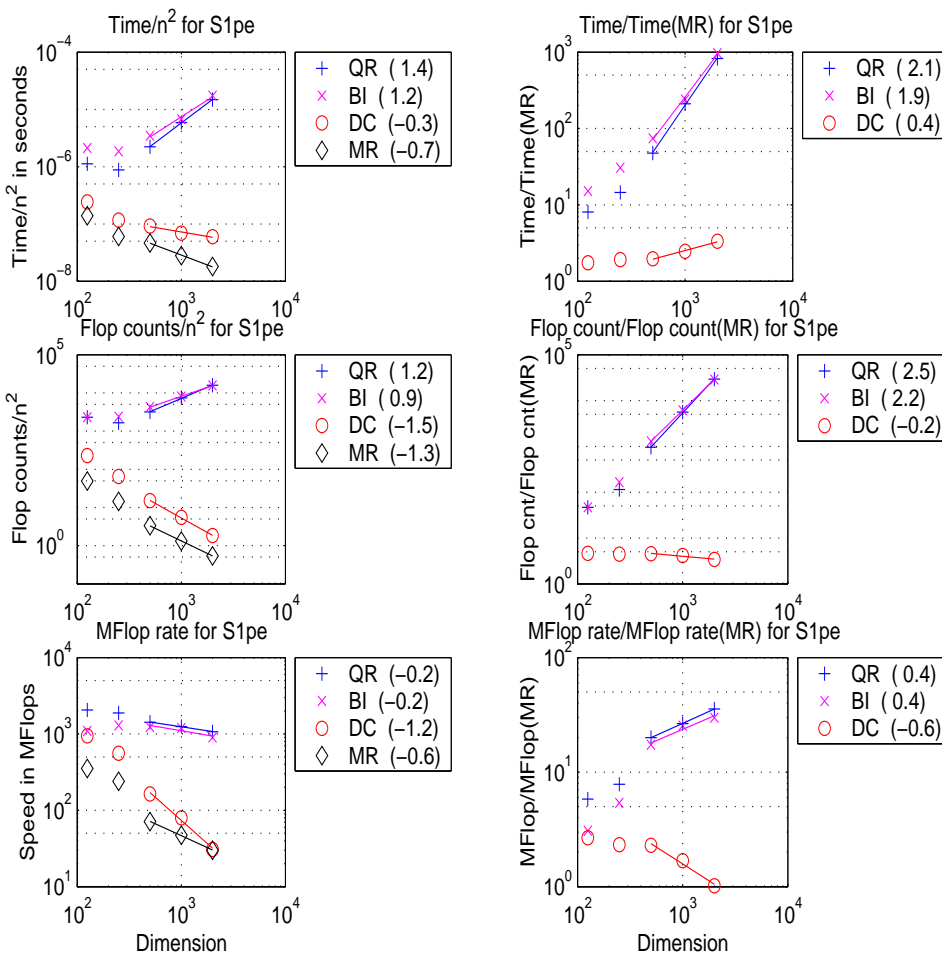 Time/n² for S1pe
Time/n² in seconds
10⁻⁴
10⁻⁶
10⁻⁸
10²
10³
10⁴
QR ( 1.4)
BI ( 1.2)
DC (−0.3)
MR (−0.7)
Time/Time(MR) for S1pe
Time/Time(MR)
10³
10²
10¹
10⁰
10²
10³
10⁴
QR ( 2.1)
BI ( 1.9)
DC ( 0.4)
Flop counts/n² for S1pe
Flop counts/n²
10⁵
10⁰
10²
10³
10⁴
QR ( 1.2)
BI ( 0.9)
DC (−1.5)
MR (−1.3)
Flop count/Flop count(MR) for S1pe
Flop cnt/Flop cnt(MR)
10⁵
10⁰
10²
10³
10⁴
QR ( 2.5)
BI ( 2.2)
DC (−0.2)
MFlop rate for S1pe
Speed in MFlops
10⁴
10³
10²
10¹
10²
10³
10⁴
Dimension
QR (−0.2)
BI (−0.2)
DC (−1.2)
MR (−0.6)
MFlop rate/MFlop rate(MR) for S1pe
MFlop/MFlop(MR)
10²
10¹
10⁰
10²
10³
10⁴
Dimension
QR ( 0.4)
BI ( 0.4)
DC (−0.6)